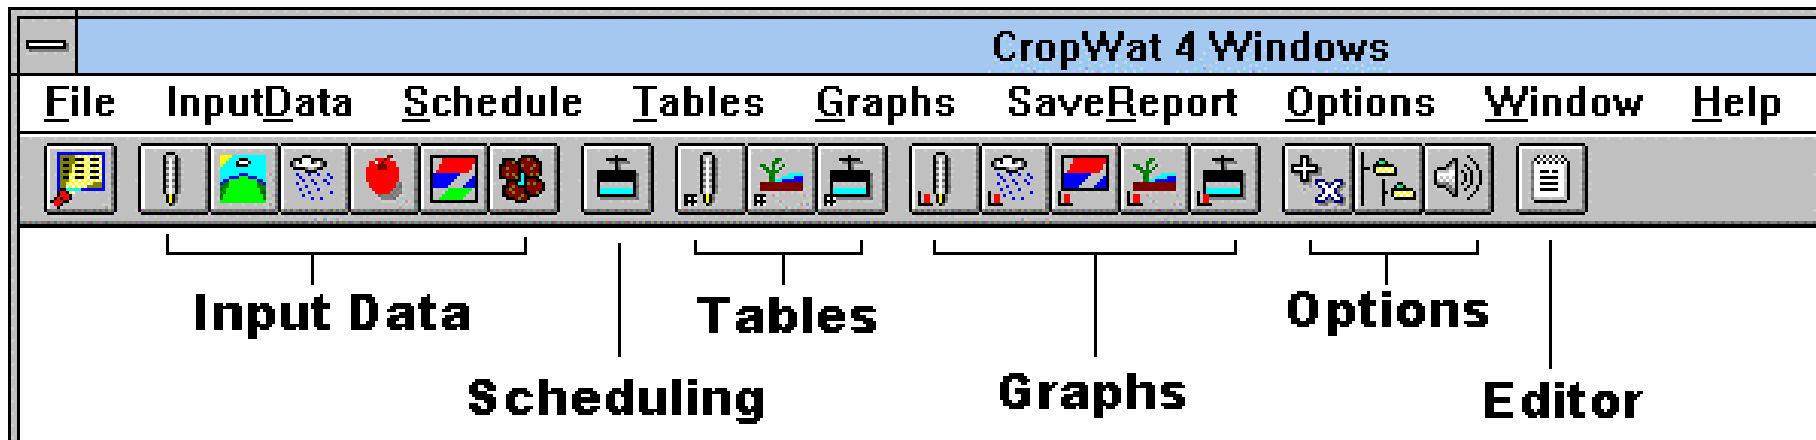 CropWat 4 Windows
File InputData Schedule Tables Graphs SaveReport Options Window Help
Input Data Tables Options
Scheduling Graphs Editor